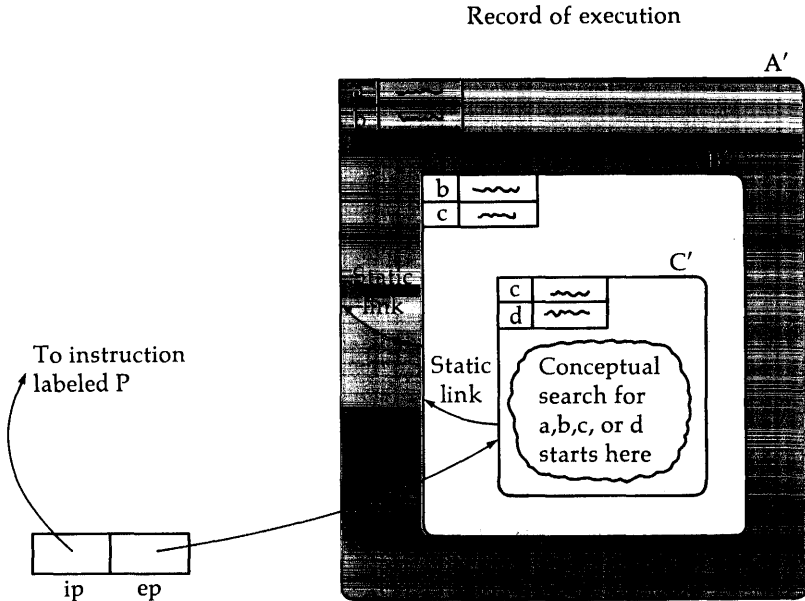 Record of execution
A′
a
b
b
c
C′
c
d
Static
link
To instruction
labeled P
Static
link
Conceptual
search for
a,b,c, or d
starts here
ip
ep